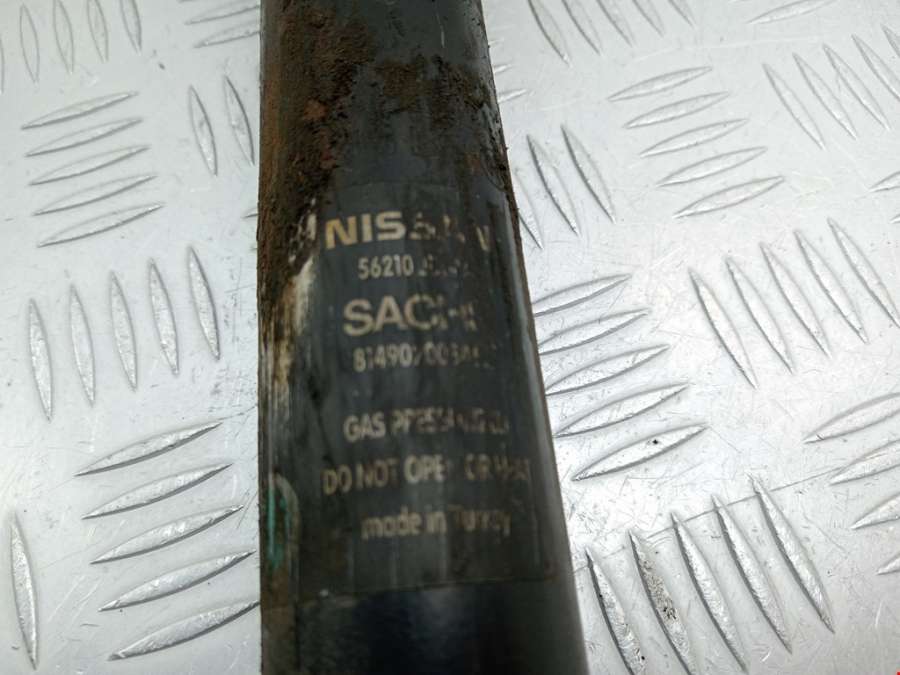 NISSAN
56210
SACHS
GAS PRESSURIZED
DO NOT OPEN OR HEAT
made in Turkey